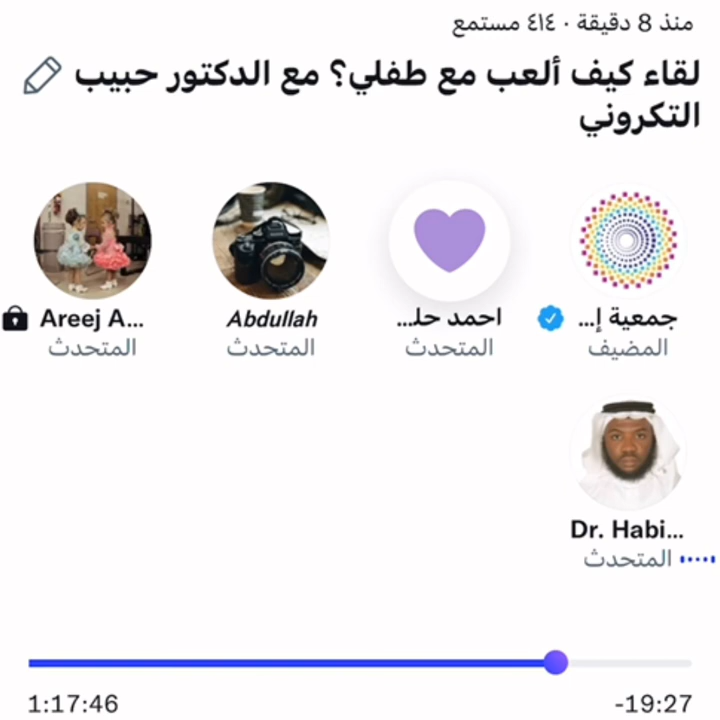 منذ 8 دقيقة · ٤١٤ مستمع
لقاء كيف ألعب مع طفلي؟ مع الدكتور حبيب
التكروني
جمعية إ...
المضيف
احمد حلـ...
المتحدث
Abdullah
المتحدث
Areej A...
المتحدث
Dr. Habi...
المتحدث
1:17:46
-19:27